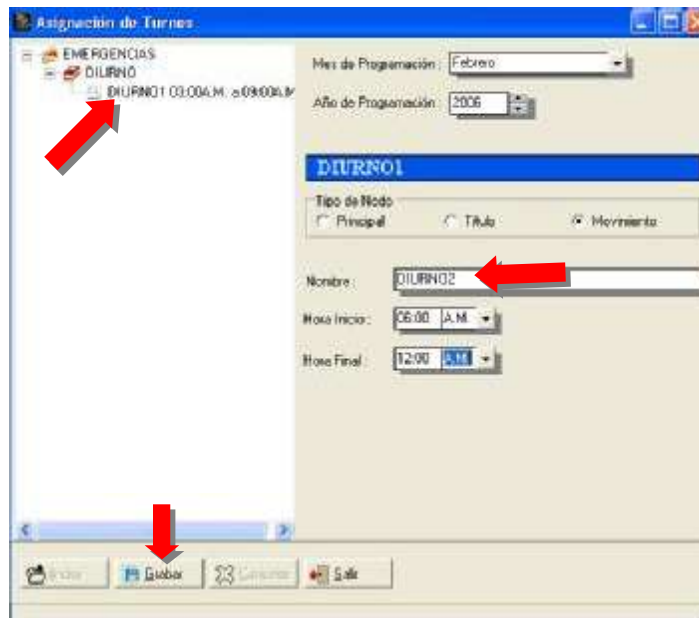 Asignación de Turnos
EMERGENCIAS
DIURNO
DIURNO1 03:00A.M. a 09:00A.M
Mes de Programación: Febrero
Año de Programación: 2006
DIURNO1
Tipo de Nodo
Principal Título Movimiento
Nombre: DIURNO2
Hora Inicio: 06:00 A.M.
Hora Final: 12:00 A.M.
Grabar Salir